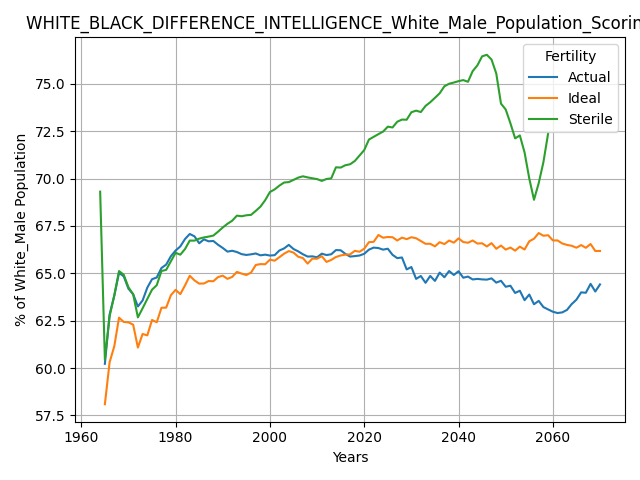 WHITE_BLACK_DIFFERENCE_INTELLIGENCE_White_Male_Population_Scorin
Fertility
Actual
Ideal
Sterile
% of White_Male Population
75.0
72.5
70.0
67.5
65.0
62.5
60.0
57.5
1960
1980
2000
2020
2040
2060
Years